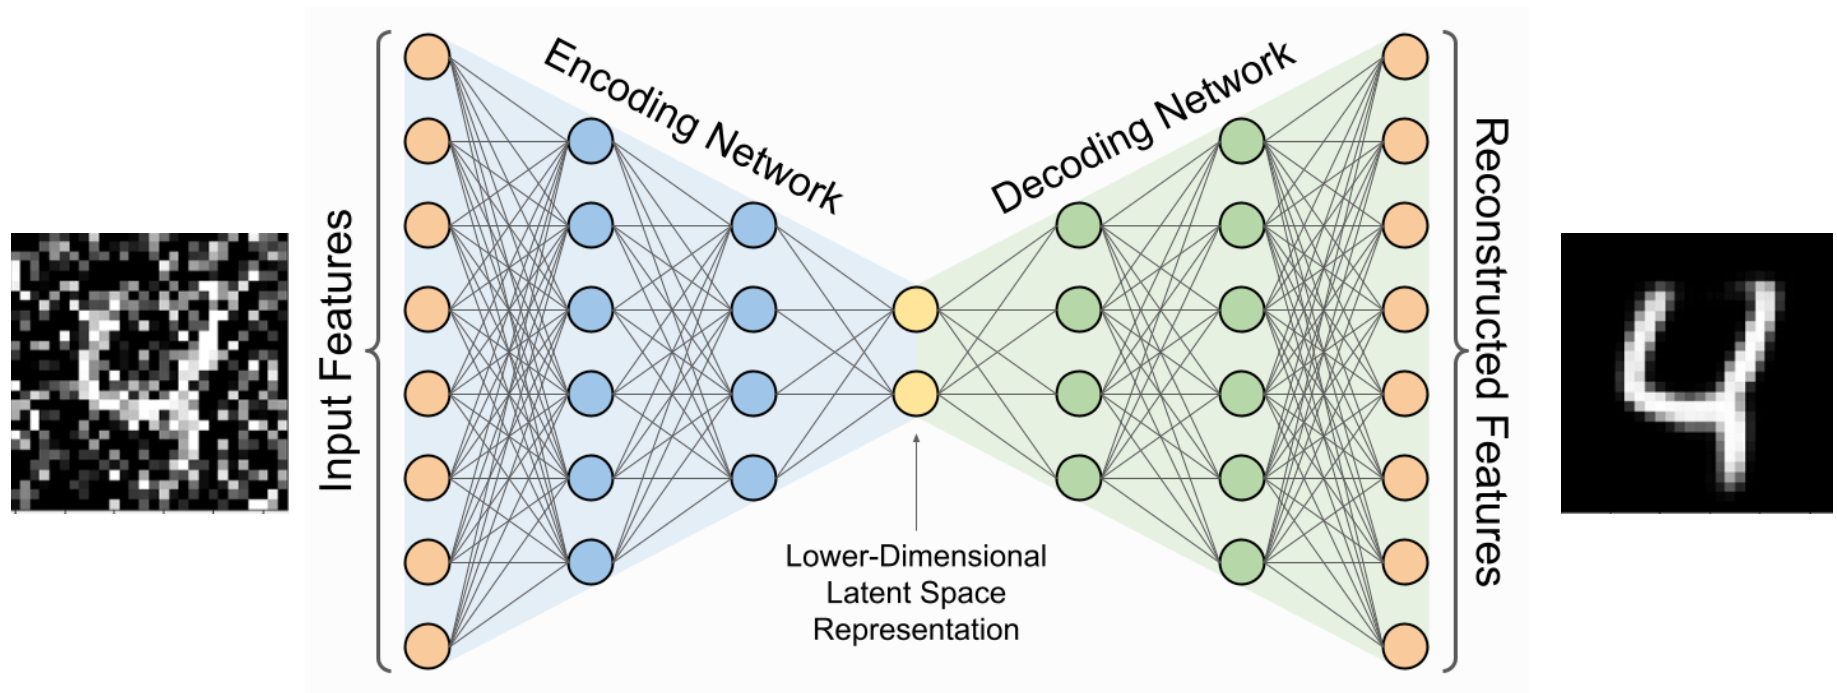 Input Features
Encoding Network
Lower-Dimensional
Latent Space
Representation
Decoding Network
Reconstructed Features